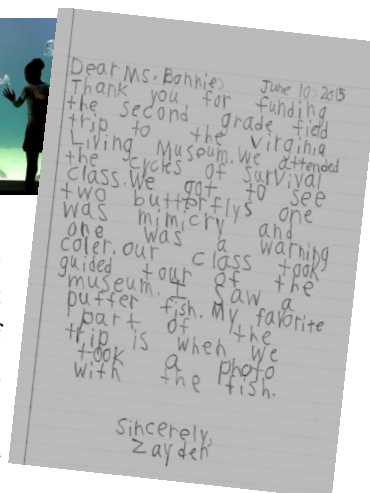 Dear Ms. Bonnie,
June 10, 2015
Thank you for funding
the second grade field
trip to the Virginia
Living Museum. We attended
the cycles of survival
class. We got to see
two butterflys one
was mimicry and
one was a warning
coler. our class took
guided tour of the
museum. I saw a
puffer fish. My favorite
part of the
trip is when we
took a photo
with the fish.
Sincerely,
Zayden